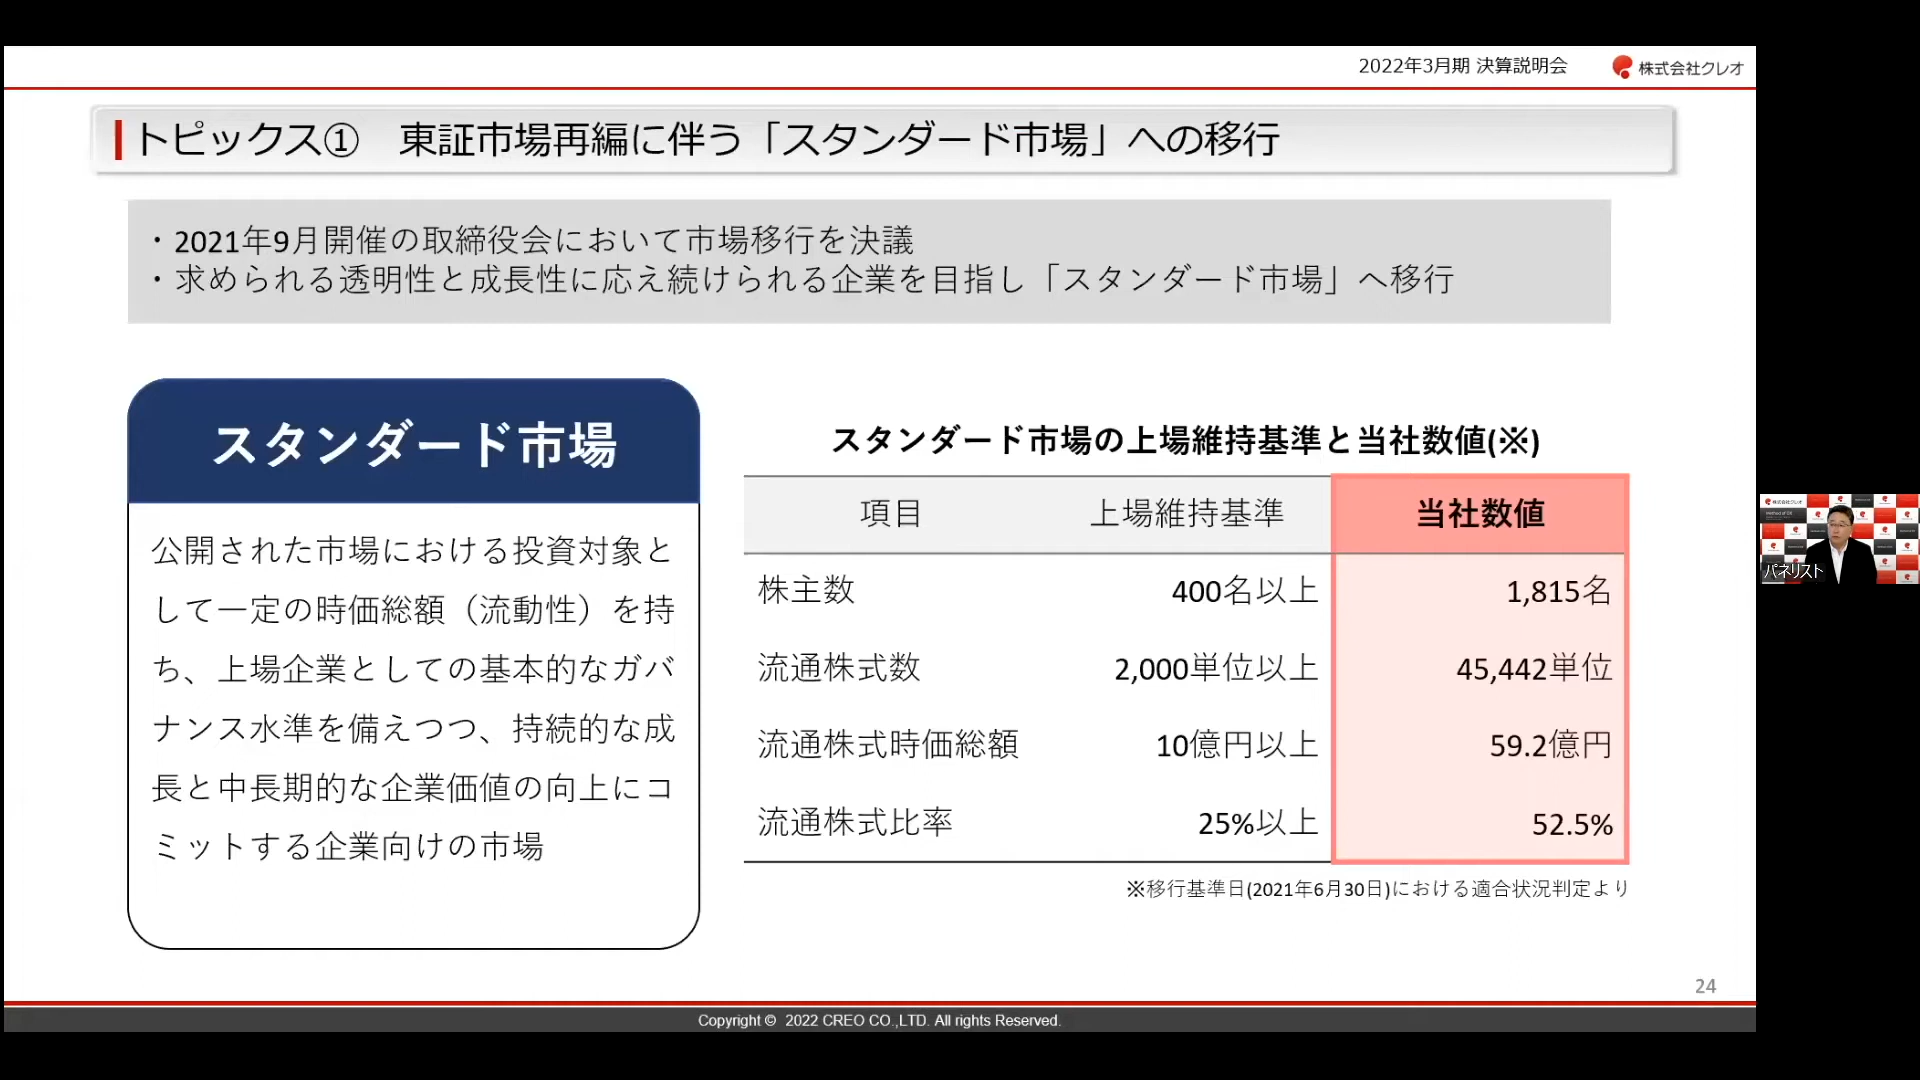 2022年3月期 決算説明会
株式会社クレオ
トピックス① 東証市場再編に伴う「スタンダード市場」への移行
・2021年9月開催の取締役会において市場移行を決議
・求められる透明性と成長性に応え続けられる企業を目指し「スタンダード市場」へ移行
スタンダード市場
公開された市場における投資対象と
して一定の時価総額（流動性）を持
ち、上場企業としての基本的なガバ
ナンス水準を備えつつ、持続的な成
長と中長期的な企業価値の向上にコ
ミットする企業向けの市場
スタンダード市場の上場維持基準と当社数値(※)
項目 上場維持基準 当社数値
株主数 400名以上 1,815名
流通株式数 2,000単位以上 45,442単位
流通株式時価総額 10億円以上 59.2億円
流通株式比率 25%以上 52.5%
※移行基準日(2021年6月30日)における適合状況判定より
24
Copyright © 2022 CREO CO.,LTD. All rights Reserved.
株式会社クレオ
パネリスト